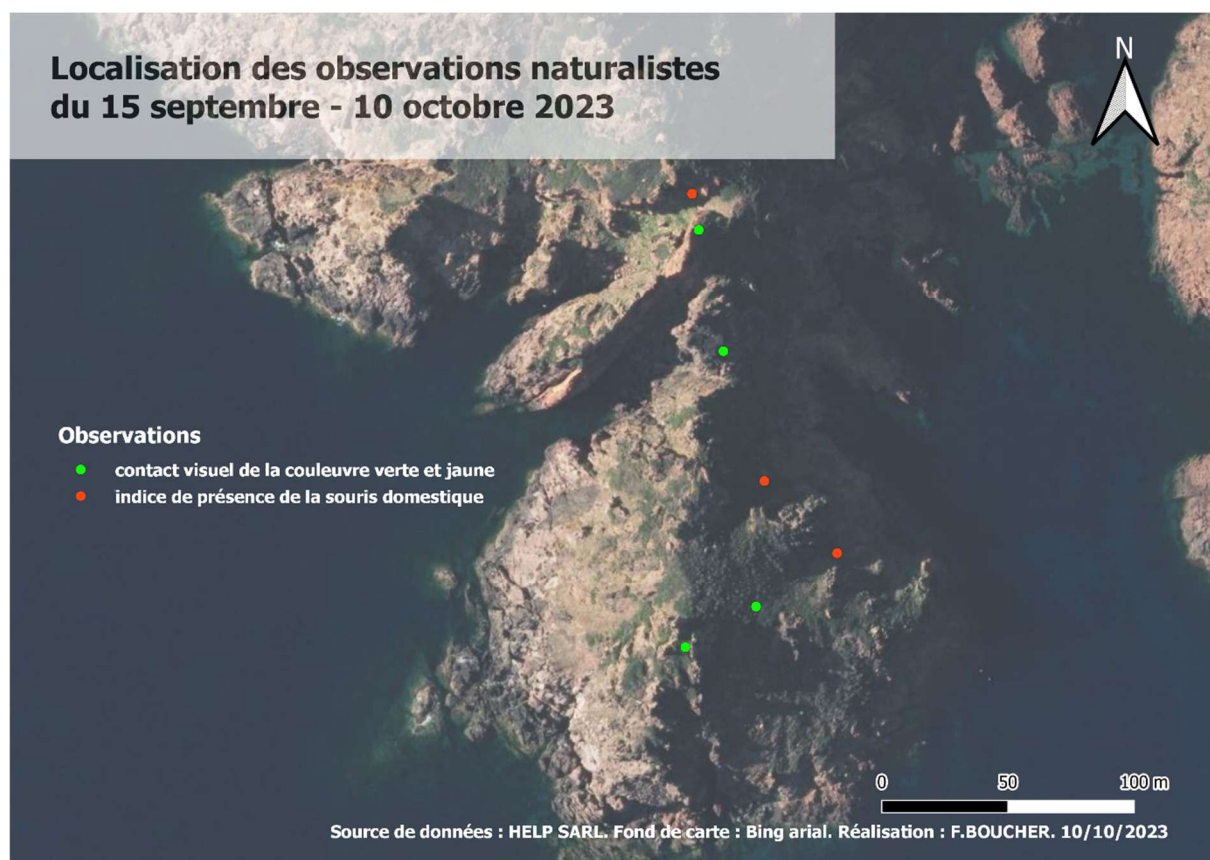 Localisation des observations naturalistes
du 15 septembre - 10 octobre 2023
N
Observations
contact visuel de la couleuvre verte et jaune
indice de présence de la souris domestique
0 50 100 m
Source de données : HELP SARL. Fond de carte : Bing arial. Réalisation : F.BOUCHER. 10/10/2023